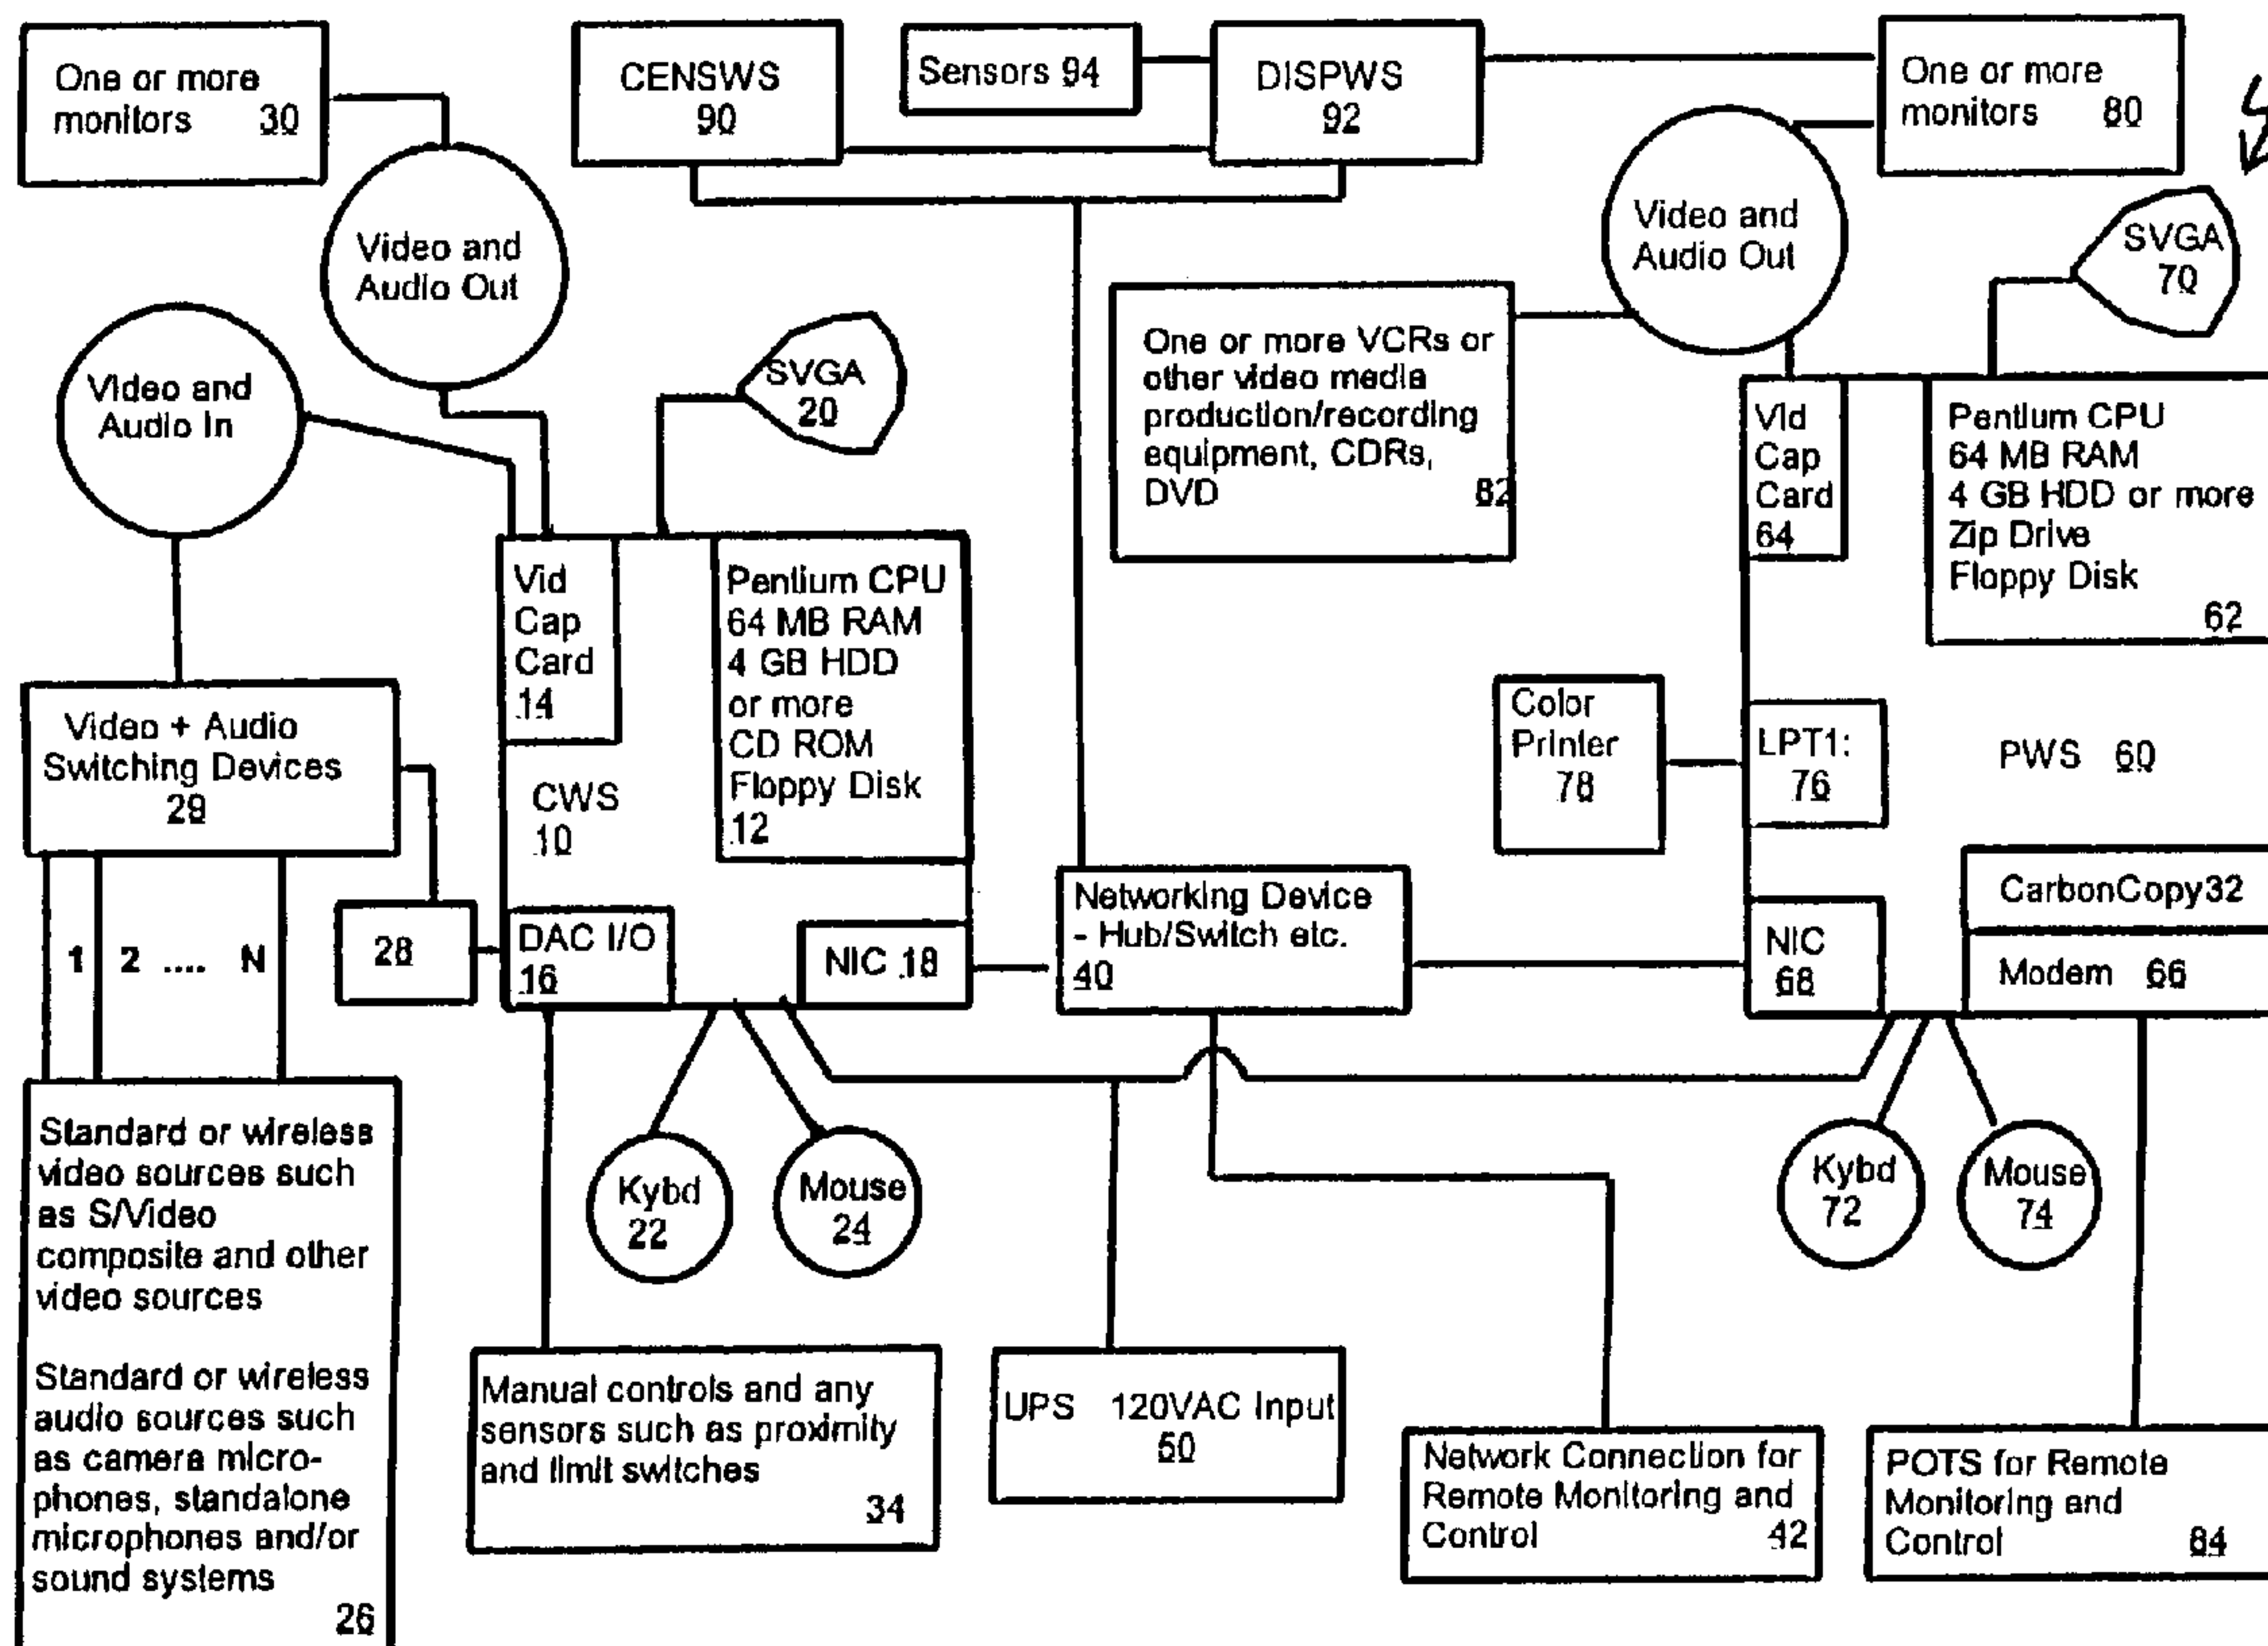 One or more
monitors 30
CENSWS
90
Sensors 94
DISPWS
92
One or more
monitors 80
Video and
Audio Out
Video and
Audio Out
SVGA
70
Video and
Audio In
SVGA
20
One or more VCRs or
other video media
production/recording
equipment, CDRs,
DVD 82
Vid
Cap
Card
64
Pentium CPU
64 MB RAM
4 GB HDD or more
Zip Drive
Floppy Disk
62
Vid
Cap
Card
14
Pentium CPU
64 MB RAM
4 GB HDD
or more
CD ROM
Floppy Disk
12
Video + Audio
Switching Devices
29
CWS
10
Color
Printer
78
LPT1:
76
PWS 60
1 2 .... N
28
DAC I/O
16
NIC 18
Networking Device
- Hub/Switch etc.
40
NIC
68
CarbonCopy32
Modem 66
Standard or wireless
video sources such
as S/Video
composite and other
video sources
Standard or wireless
audio sources such
as camera micro-
phones, standalone
microphones and/or
sound systems
26
Kybd
22
Mouse
24
Kybd
72
Mouse
74
Manual controls and any
sensors such as proximity
and limit switches
34
UPS 120VAC Input
50
Network Connection for
Remote Monitoring and
Control 42
POTS for Remote
Monitoring and
Control 84